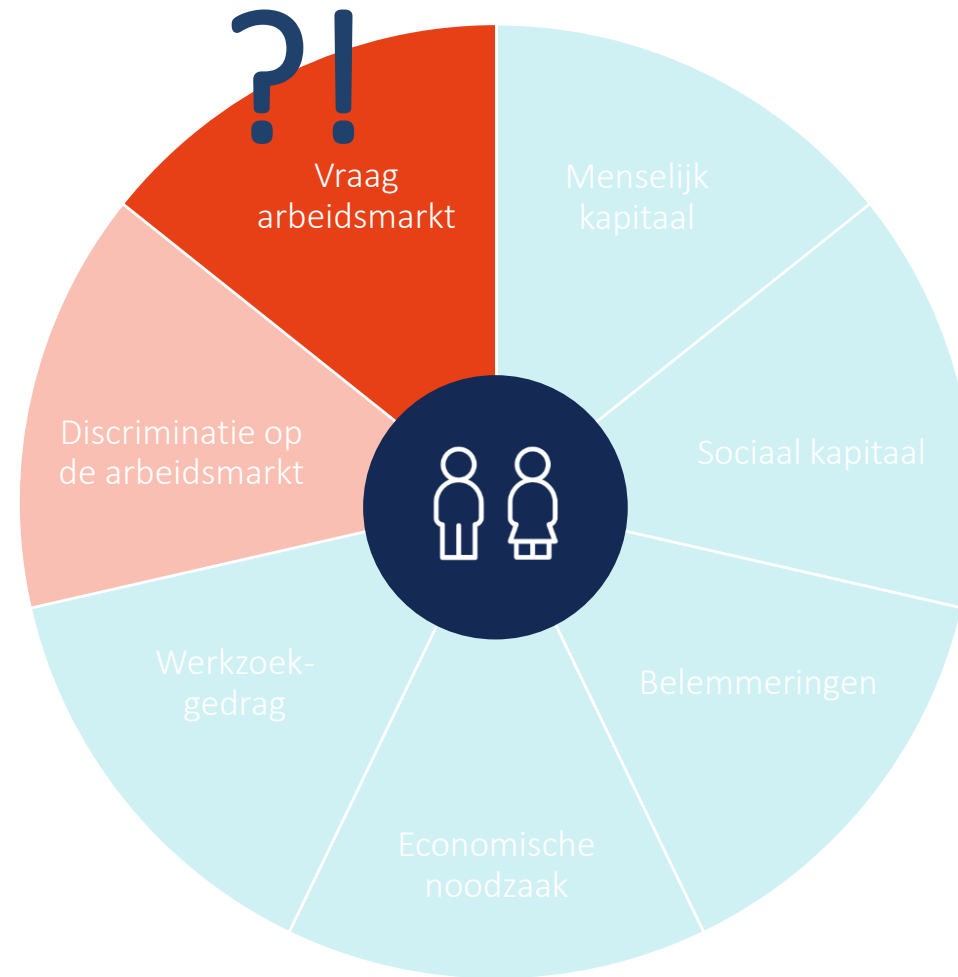 ?!
Vraag
arbeidsmarkt
Menselijk
kapitaal
Sociaal kapitaal
Belemmeringen
Economische
noodzaak
Werkzoek-
gedrag
Discriminatie op
de arbeidsmarkt